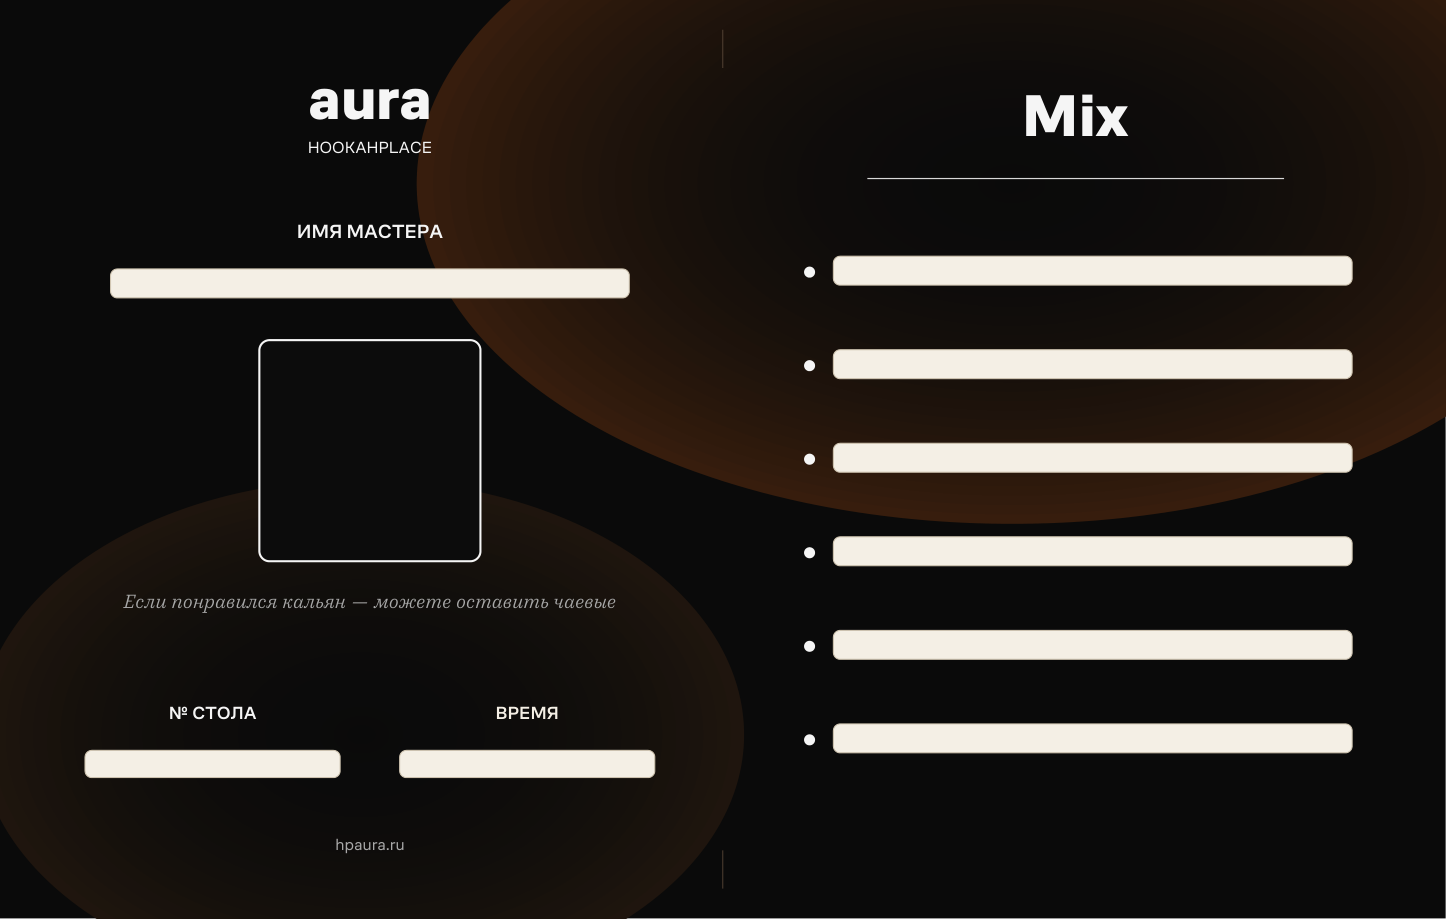 aura
HOOKAHPLACE
ИМЯ МАСТЕРА
Если понравился кальян — можете оставить чаевые
№ СТОЛА
ВРЕМЯ
hpaura.ru
Mix